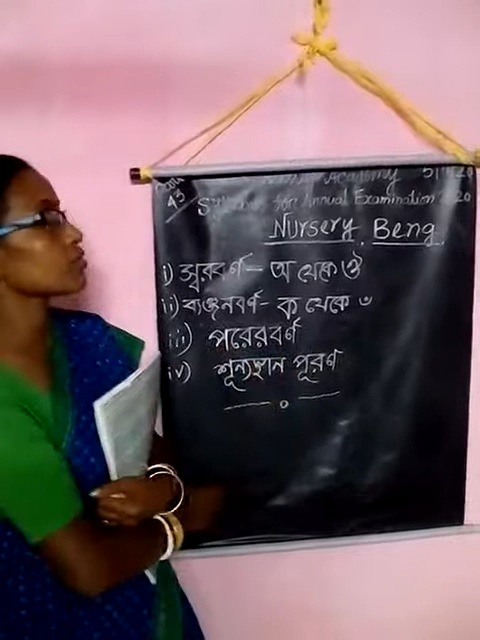 Academy
Syllabus for Annual Examination 2020
Nursery, Beng.
i) স্বরবর্ণ — অ থেকে ঔ
ii) ব্যঞ্জনবর্ণ - ক থেকে ঁ
iii) পরেরবর্ণ
iv) শূন্যস্থান পূরণ